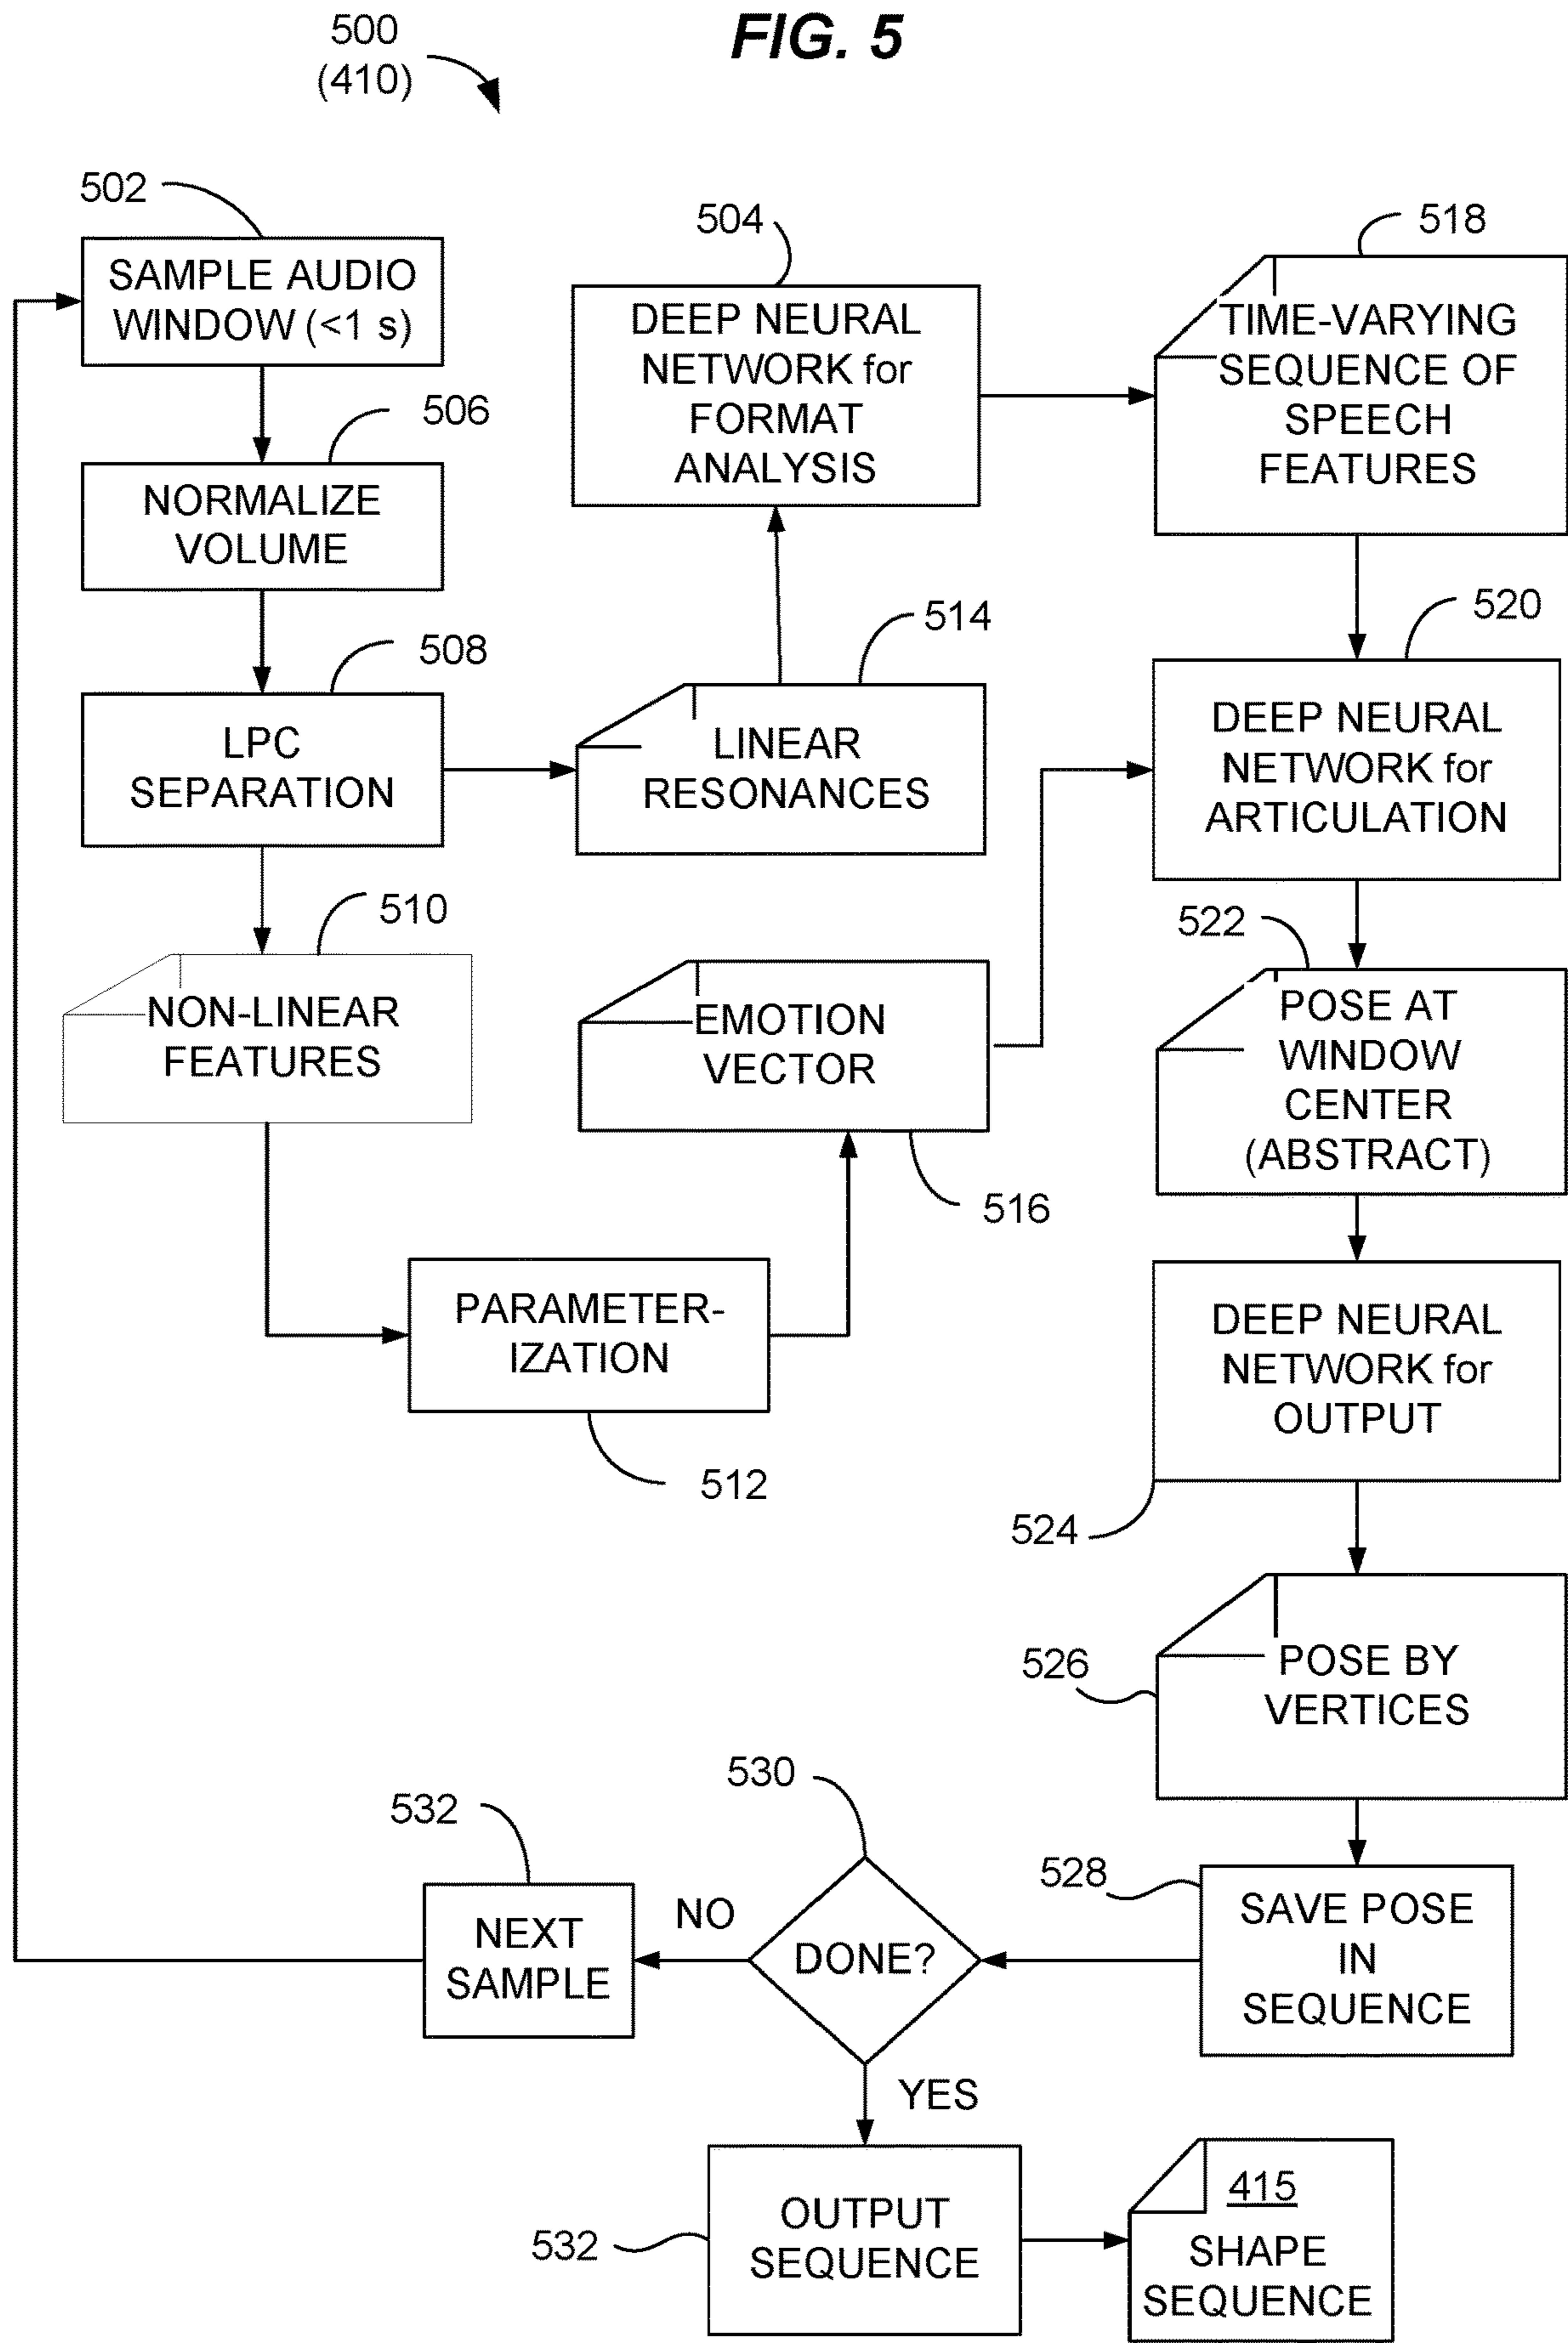 FIG. 5
500
(410)
502
SAMPLE AUDIO
WINDOW (<1 s)
506
NORMALIZE
VOLUME
508
LPC
SEPARATION
510
NON-LINEAR
FEATURES
504
DEEP NEURAL
NETWORK for
FORMAT
ANALYSIS
514
LINEAR
RESONANCES
EMOTION
VECTOR
516
PARAMETER-
IZATION
512
518
TIME-VARYING
SEQUENCE OF
SPEECH
FEATURES
520
DEEP NEURAL
NETWORK for
ARTICULATION
522
POSE AT
WINDOW
CENTER
(ABSTRACT)
DEEP NEURAL
NETWORK for
OUTPUT
524
526
POSE BY
VERTICES
528
SAVE POSE
IN
SEQUENCE
530
DONE?
NO
532
NEXT
SAMPLE
YES
532
OUTPUT
SEQUENCE
415
SHAPE
SEQUENCE